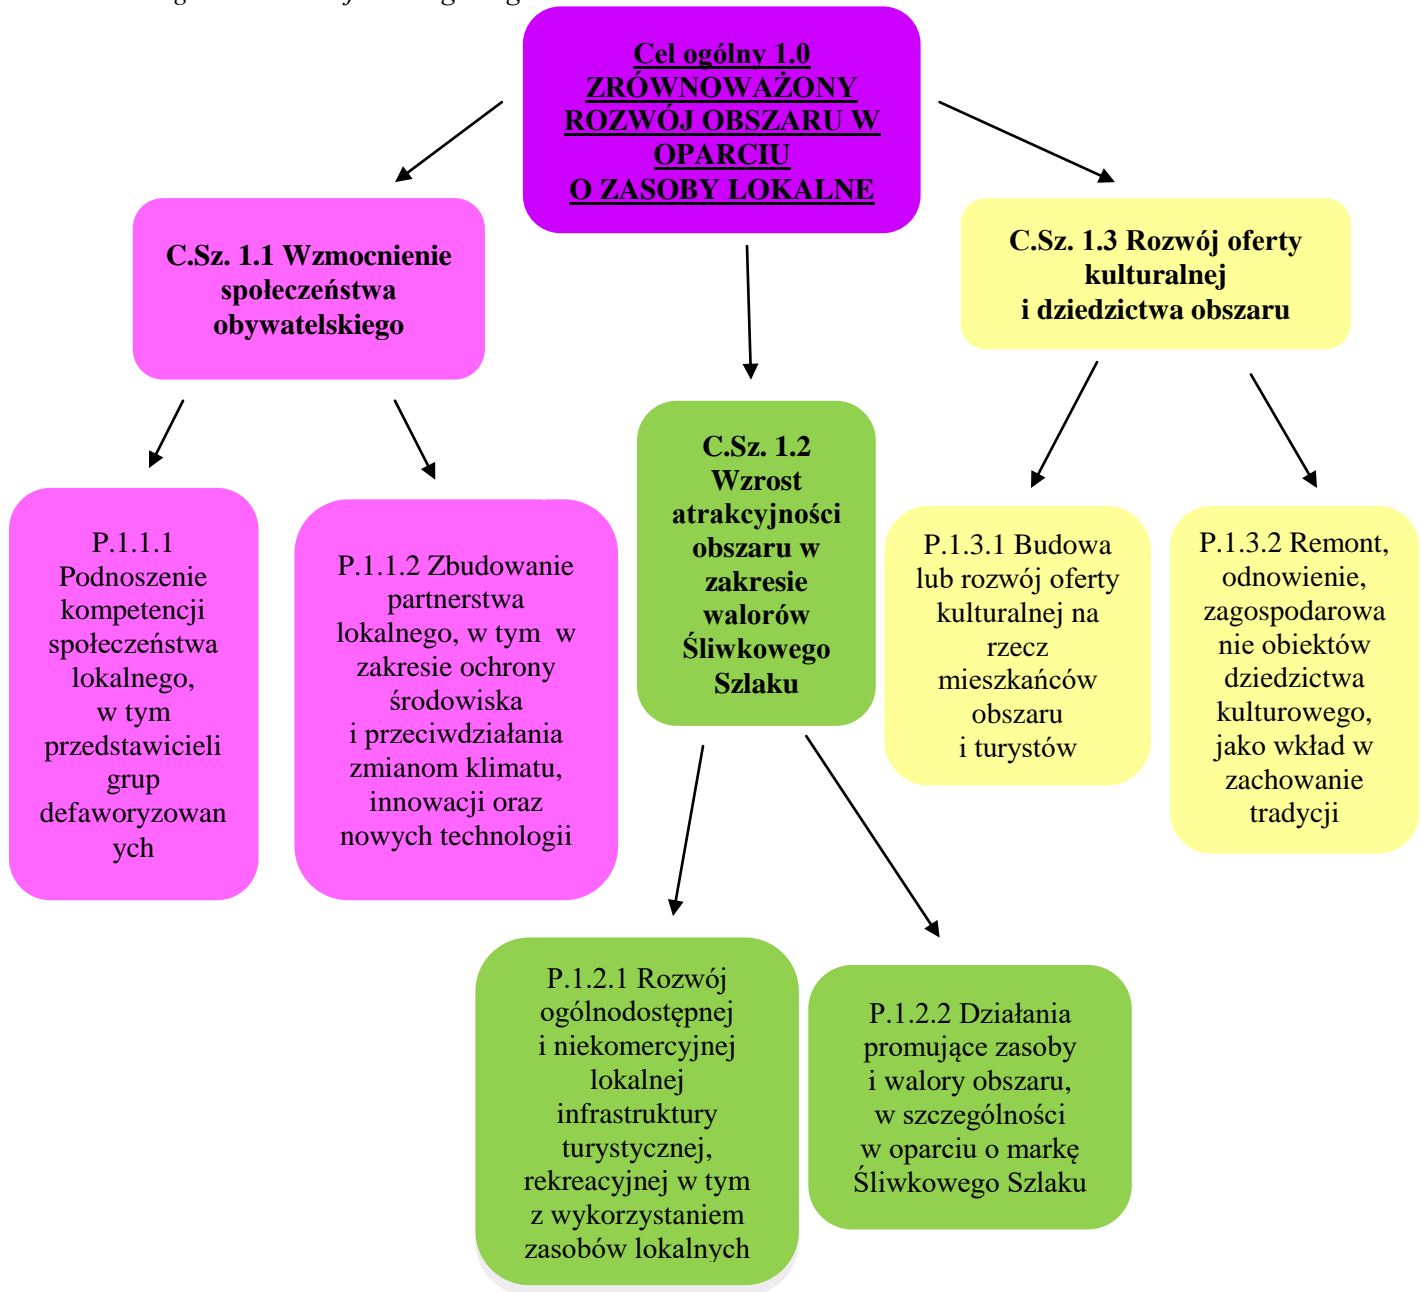 Cel ogólny 1.0
ZRÓWNOWAŻONY
ROZWÓJ OBSZARU W
OPARCIU
O ZASOBY LOKALNE
C.Sz. 1.1 Wzmocnienie
społeczeństwa
obywatelskiego
C.Sz. 1.3 Rozwój oferty
kulturalnej
i dziedzictwa obszaru
C.Sz. 1.2
Wzrost
atrakcyjności
obszaru w
zakresie
walorów
Śliwkowego
Szlaku
P.1.1.1
Podnoszenie
kompetencji
społeczeństwa
lokalnego,
w tym
przedstawicieli
grup
defaworyzowan
ych
P.1.1.2 Zbudowanie
partnerstwa
lokalnego, w tym w
zakresie ochrony
środowiska
i przeciwdziałania
zmianom klimatu,
innowacji oraz
nowych technologii
P.1.3.1 Budowa
lub rozwój oferty
kulturalnej na
rzecz
mieszkańców
obszaru
i turystów
P.1.3.2 Remont,
odnowienie,
zagospodarowa
nie obiektów
dziedzictwa
kulturowego,
jako wkład w
zachowanie
tradycji
P.1.2.1 Rozwój
ogólnodostępnej
i niekomercyjnej
lokalnej
infrastruktury
turystycznej,
rekreacyjnej w tym
z wykorzystaniem
zasobów lokalnych
P.1.2.2 Działania
promujące zasoby
i walory obszaru,
w szczególności
w oparciu o markę
Śliwkowego Szlaku